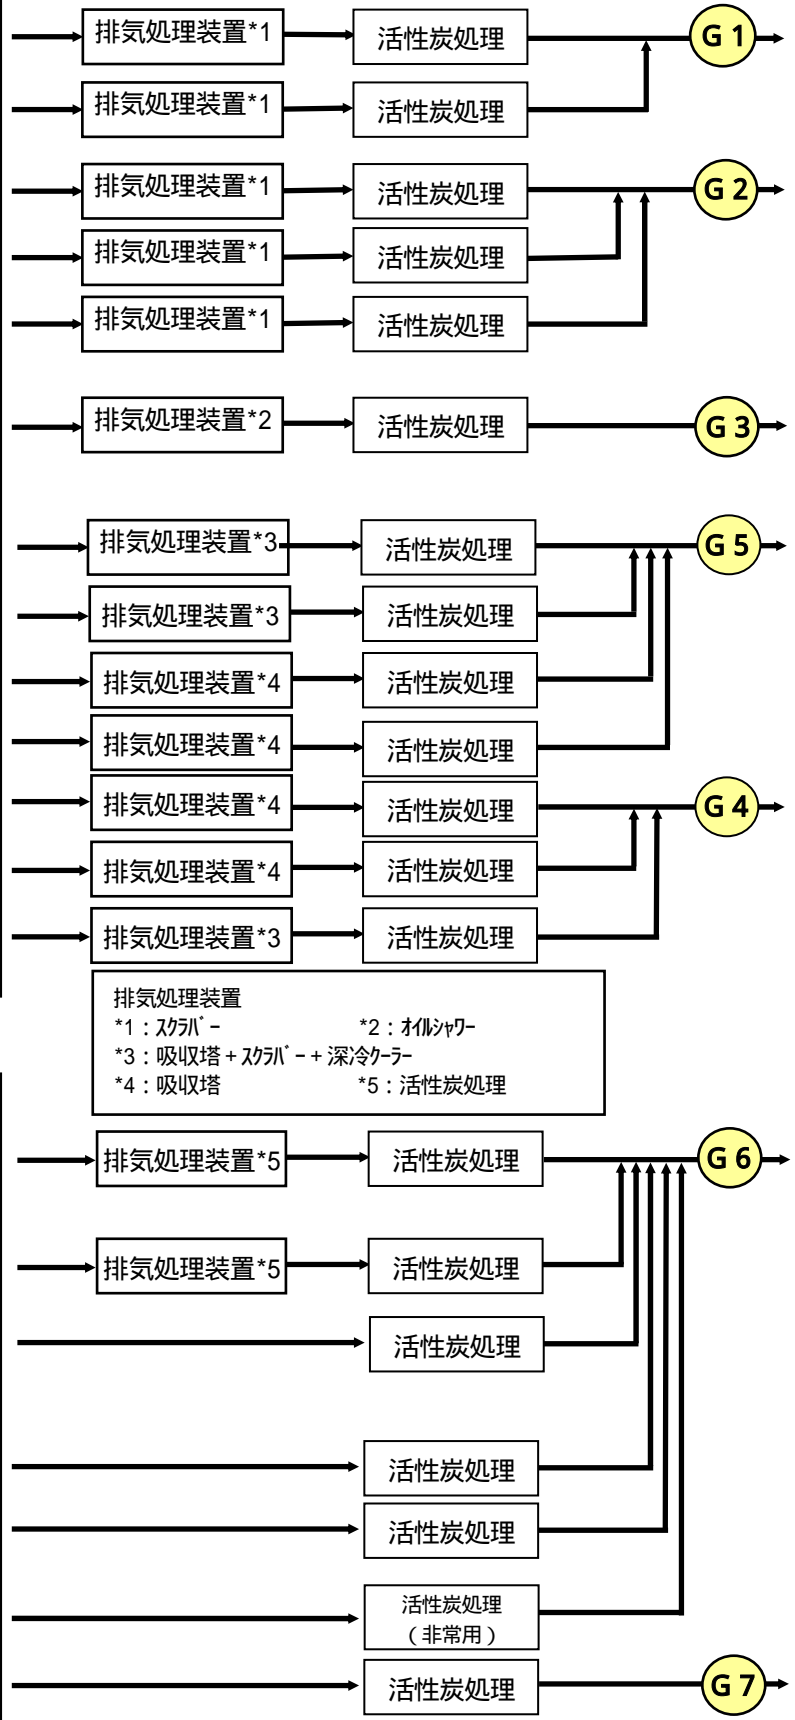 排気処理装置*1 活性炭処理 G 1
排気処理装置*1 活性炭処理
排気処理装置*1 活性炭処理 G 2
排気処理装置*1 活性炭処理
排気処理装置*1 活性炭処理
排気処理装置*2 活性炭処理 G 3
排気処理装置*3 活性炭処理 G 5
排気処理装置*3 活性炭処理
排気処理装置*4 活性炭処理
排気処理装置*4 活性炭処理
排気処理装置*4 活性炭処理 G 4
排気処理装置*4 活性炭処理
排気処理装置*3 活性炭処理
排気処理装置
*1：ｽｸﾗﾊﾞｰ *2：ｵｲﾙｼｬﾜｰ
*3：吸収塔＋ｽｸﾗﾊﾞｰ＋深冷ｸｰﾗｰ
*4：吸収塔 *5：活性炭処理
排気処理装置*5 活性炭処理 G 6
排気処理装置*5 活性炭処理
活性炭処理
活性炭処理
活性炭処理
活性炭処理
（非常用）
活性炭処理 G 7